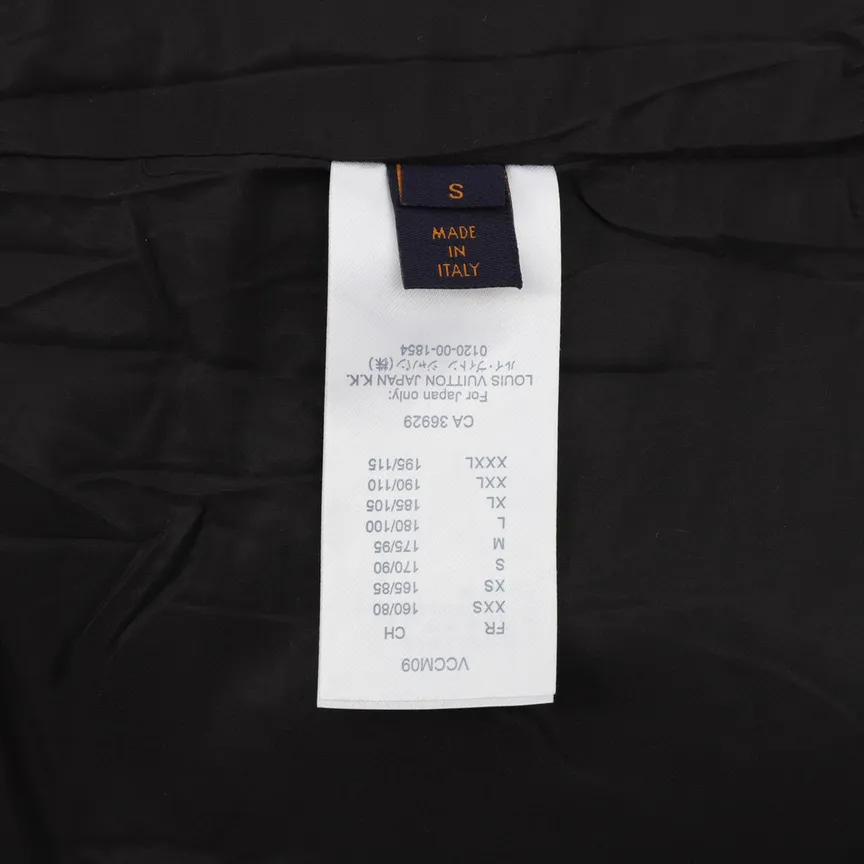 S
MADE
IN
ITALY
VCCM09
FR CH
XXS 160/80
XS 165/85
S 170/90
M 175/95
L 180/100
XL 185/105
XXL 190/110
XXXL 195/115
CA 36929
For Japan only:
LOUIS VUITTON JAPAN K.K.
ルイ・ヴィトン ジャパン(株)
0120-00-1854